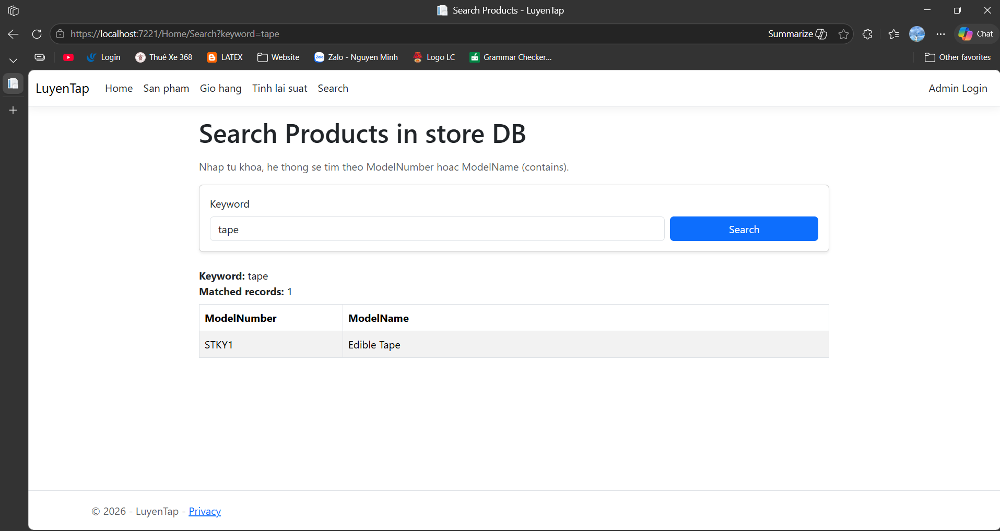 Search Products - LuyenTap
https://localhost:7221/Home/Search?keyword=tape
Summarize
Chat
Login
Thuê Xe 368
LATEX
Website
Zalo - Nguyen Minh
Logo LC
Grammar Checker...
Other favorites
LuyenTap
Home
San pham
Gio hang
Tinh lai suat
Search
Admin Login
Search Products in store DB
Nhap tu khoa, he thong se tim theo ModelNumber hoac ModelName (contains).
Keyword
tape
Search
Keyword: tape
Matched records: 1
ModelNumber
ModelName
STKY1
Edible Tape
© 2026 - LuyenTap - Privacy